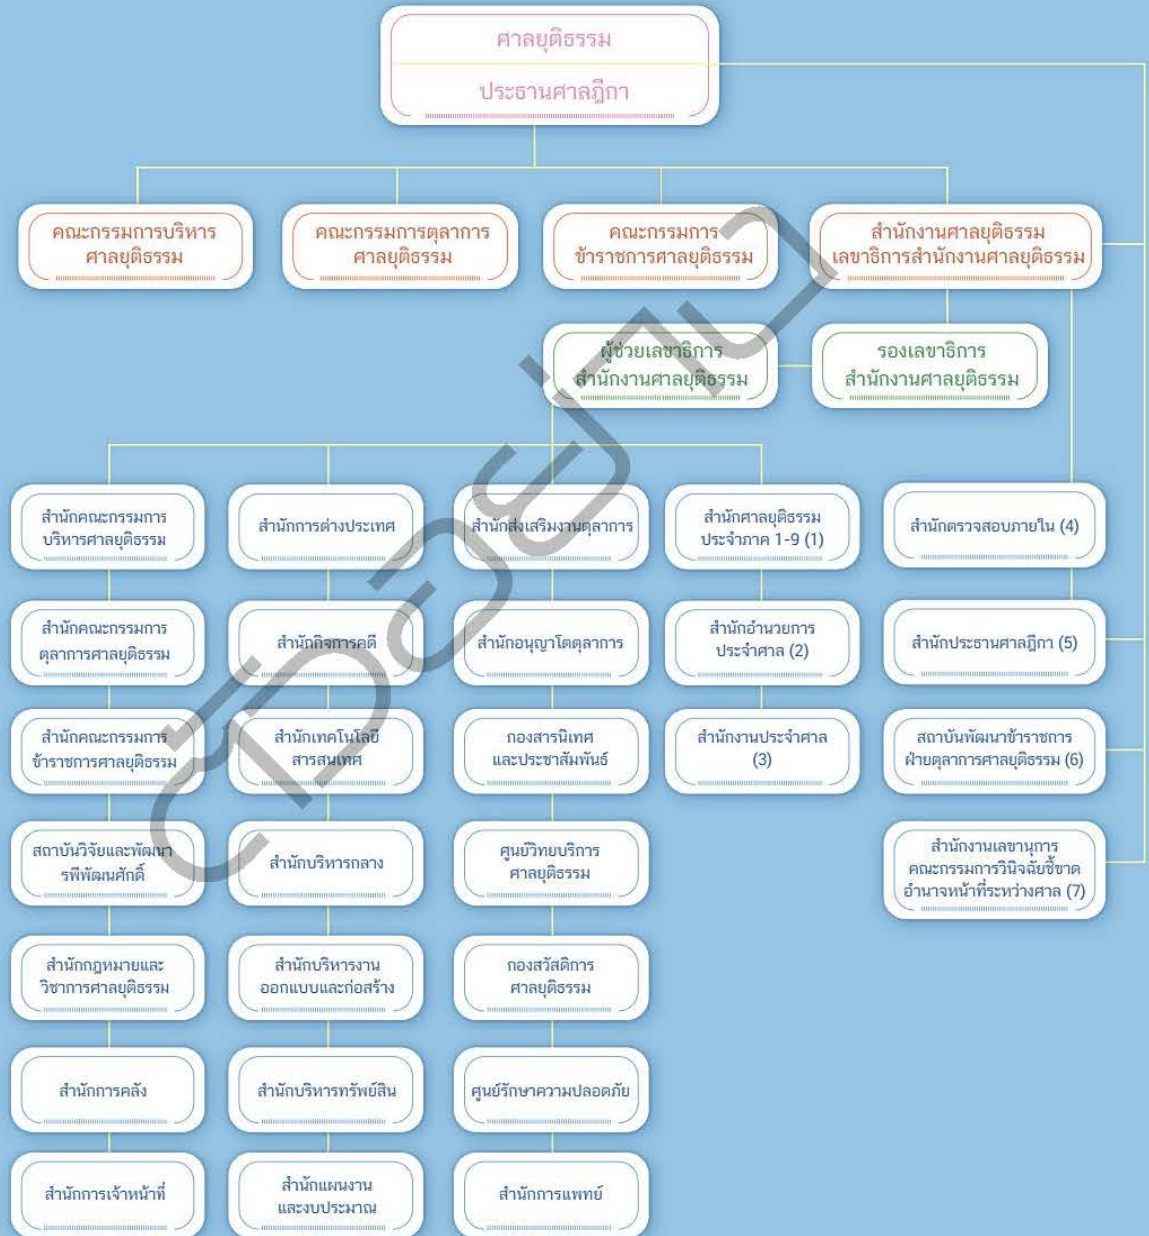 ศาลยุติธรรม
ประธานศาลฎีกา
คณะกรรมการบริหาร
ศาลยุติธรรม
คณะกรรมการตุลาการ
ศาลยุติธรรม
คณะกรรมการ
ข้าราชการศาลยุติธรรม
สำนักงานศาลยุติธรรม
เลขาธิการสำนักงานศาลยุติธรรม
ผู้ช่วยเลขาธิการ
สำนักงานศาลยุติธรรม
รองเลขาธิการ
สำนักงานศาลยุติธรรม
สำนักคณะกรรมการ
บริหารศาลยุติธรรม
สำนักการต่างประเทศ
สำนักส่งเสริมงานตุลาการ
สำนักศาลยุติธรรม
ประจำภาค 1-9 (1)
สำนักตรวจสอบภายใน (4)
สำนักคณะกรรมการ
ตุลาการศาลยุติธรรม
สำนักกิจการคดี
สำนักอนุญาโตตุลาการ
สำนักอำนวยการ
ประจำศาล (2)
สำนักประธานศาลฎีกา (5)
สำนักคณะกรรมการ
ข้าราชการศาลยุติธรรม
สำนักเทคโนโลยี
สารสนเทศ
กองสารนิเทศ
และประชาสัมพันธ์
สำนักงานประจำศาล
(3)
สถาบันพัฒนาข้าราชการ
ฝ่ายตุลาการศาลยุติธรรม (6)
สถาบันวิจัยและพัฒนา
รพีพัฒนศักดิ์
สำนักบริหารกลาง
ศูนย์วิทยบริการ
ศาลยุติธรรม
สำนักงานเลขานุการ
คณะกรรมการวินิจฉัยชี้ขาด
อำนาจหน้าที่ระหว่างศาล (7)
สำนักกฎหมายและ
วิชาการศาลยุติธรรม
สำนักบริหารงาน
ออกแบบและก่อสร้าง
กองสวัสดิการ
ศาลยุติธรรม
สำนักการคลัง
สำนักบริหารทรัพย์สิน
ศูนย์รักษาความปลอดภัย
สำนักการเจ้าหน้าที่
สำนักแผนงาน
และงบประมาณ
สำนักการแพทย์
ตัวอย่าง